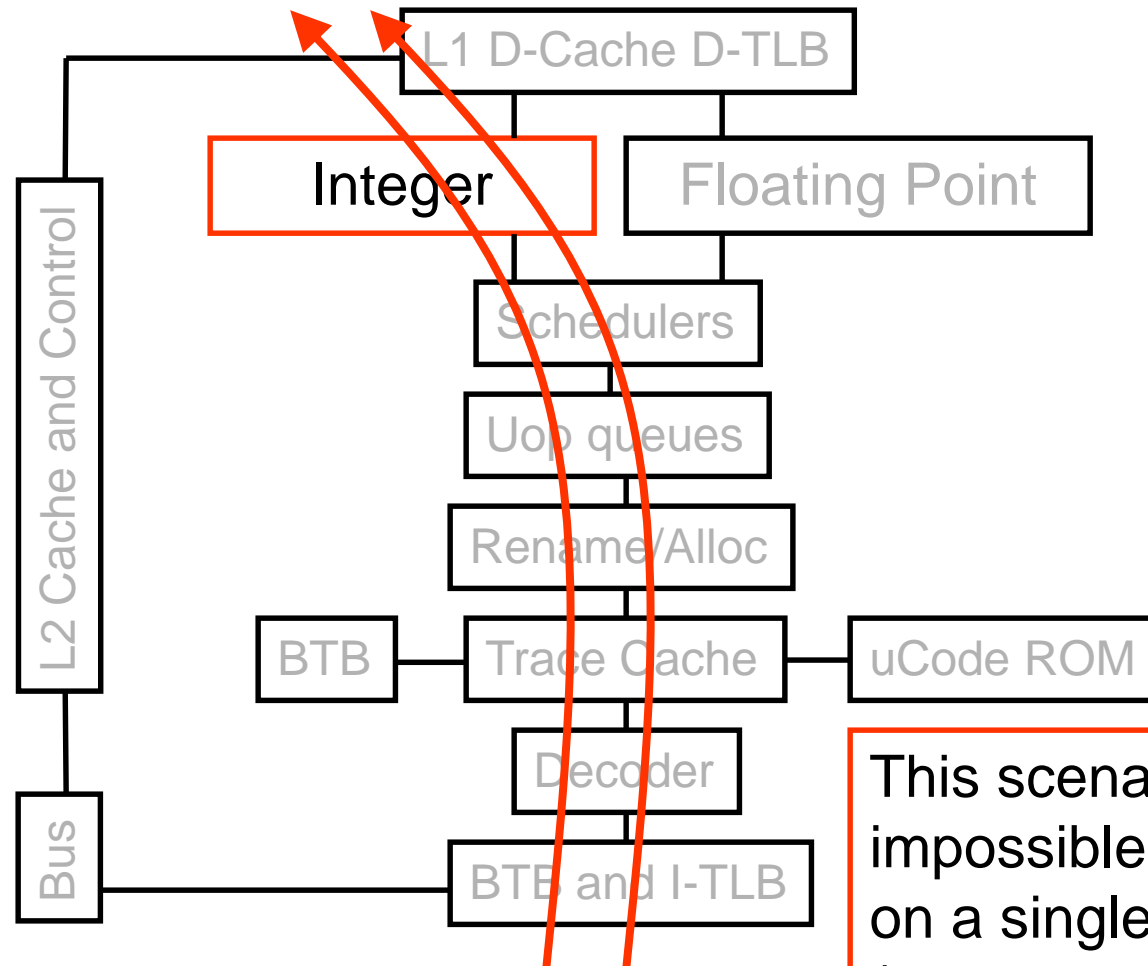 L1 D-Cache D-TLB
Integer
Floating Point
L2 Cache and Control
Schedulers
Uop queues
Rename/Alloc
BTB
Trace Cache
uCode ROM
Decoder
Bus
BTB and I-TLB
This scena
impossible
on a single